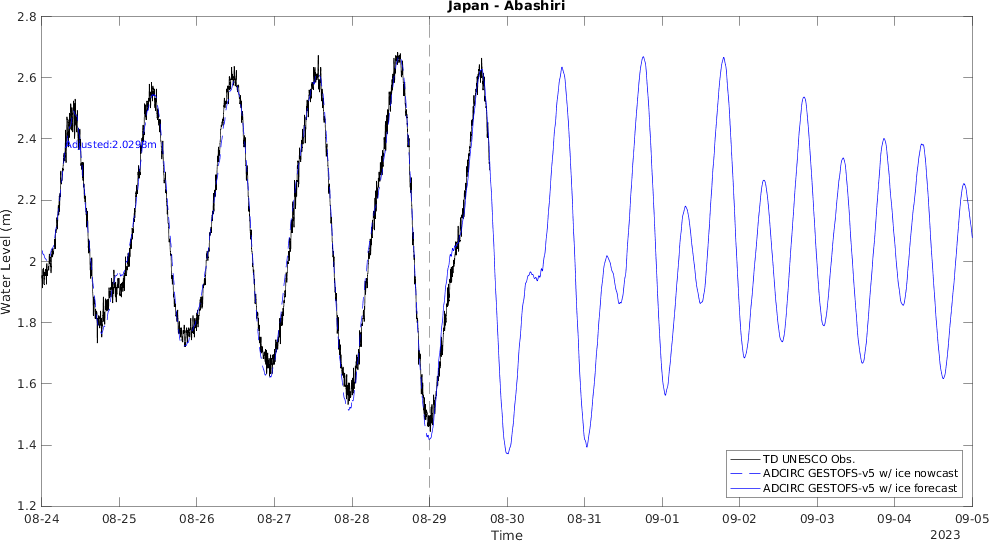 Japan - Abashiri
2.8
2.6
2.4
2.2
2
1.8
1.6
1.4
1.2
Water Level (m)
Adjusted:2.0298m
TD UNESCO Obs.
ADCIRC GESTOFS-v5 w/ ice nowcast
ADCIRC GESTOFS-v5 w/ ice forecast
08-24 08-25 08-26 08-27 08-28 08-29 08-30 08-31 09-01 09-02 09-03 09-04 09-05
Time
2023